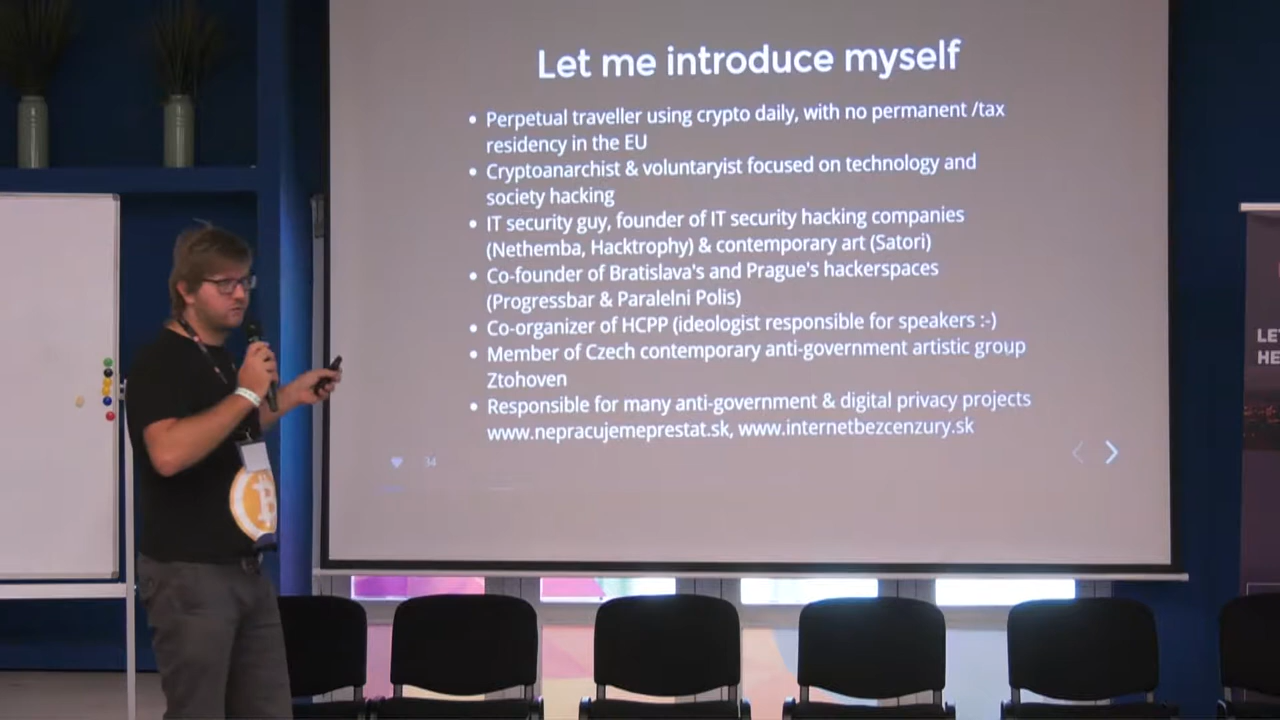 Let me introduce myself
• Perpetual traveller using crypto daily, with no permanent /tax
residency in the EU
• Cryptoanarchist & voluntaryist focused on technology and
society hacking
• IT security guy, founder of IT security hacking companies
(Nethemba, Hacktrophy) & contemporary art (Satori)
• Co-founder of Bratislava's and Prague's hackerspaces
(Progressbar & Paralelni Polis)
• Co-organizer of HCPP (ideologist responsible for speakers :-)
• Member of Czech contemporary anti-government artistic group
Ztohoven
• Responsible for many anti-government & digital privacy projects
www.nepracujemeprestat.sk, www.internetbezcenzury.sk
34